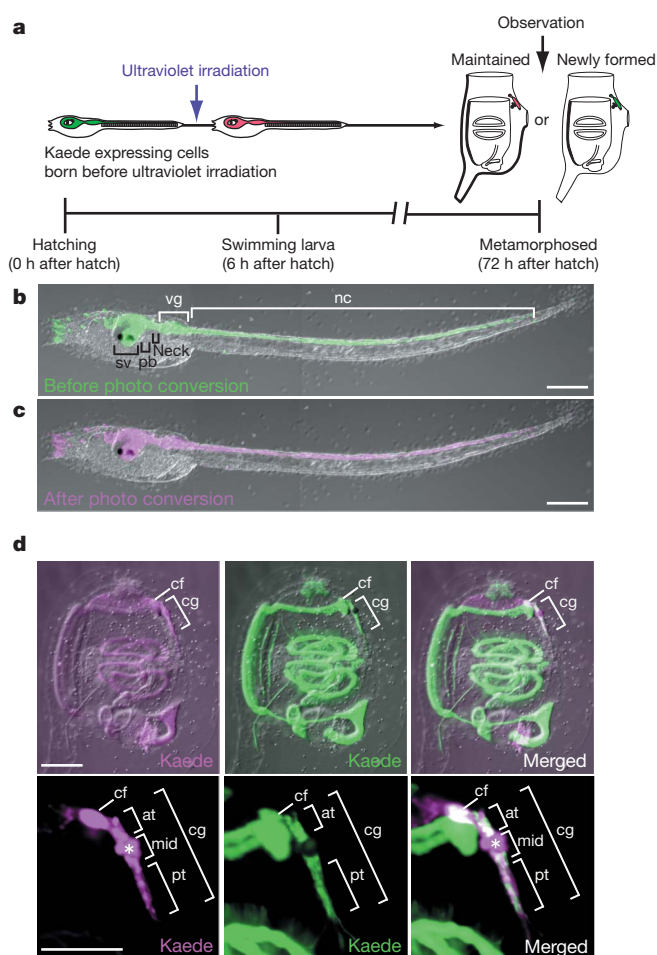 a
Observation
Ultraviolet irradiation
Maintained
Newly formed
or
Kaede expressing cells
born before ultraviolet irradiation
Hatching
(0 h after hatch)
Swimming larva
(6 h after hatch)
Metamorphosed
(72 h after hatch)
b
vg
nc
sv
pb
Neck
Before photo conversion
c
After photo conversion
d
cf
cg
Kaede
cf
cg
Kaede
cf
cg
Merged
cf
at
cg
*
mid
pt
Kaede
cf
at
cg
pt
Kaede
cf
at
cg
*
mid
pt
Merged